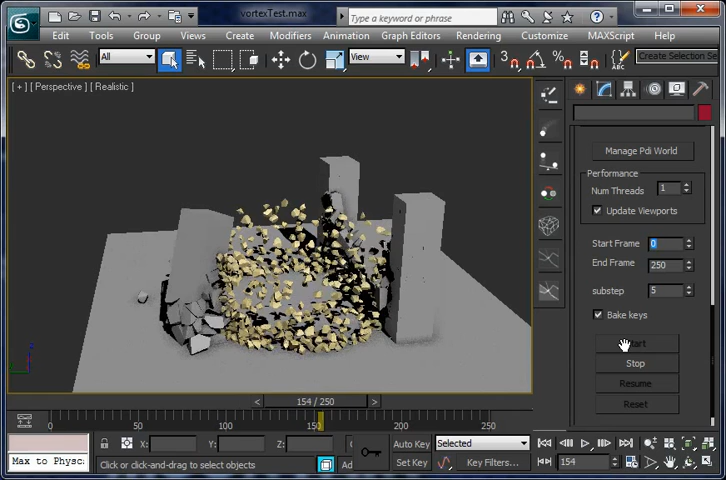 vortexTest.max
Type a keyword or phrase
Edit Tools Group Views Create Modifiers Animation Graph Editors Rendering Customize MAXScript Help
All
View
Create Selection Se
[ + ] [ Perspective ] [ Realistic ]
Manage Pdi World
Performance
Num Threads 1
Update Viewports
Start Frame 0
End Frame 250
substep 5
Bake keys
Stop
Resume
Reset
154 / 250
0 50 100 200 250
X: Y: Z:
Auto Key
Selected
Set Key
Key Filters...
154
Max to Physc
Click or click-and-drag to select objects
Ad